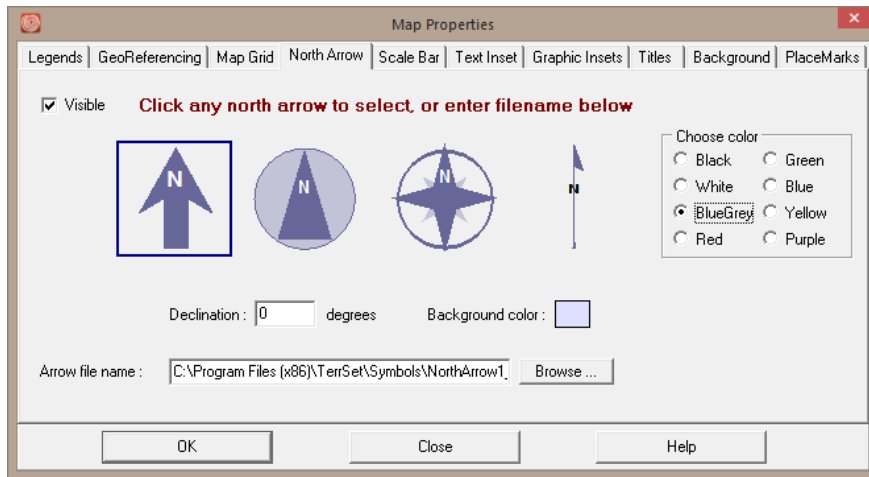 Map Properties
Legends GeoReferencing Map Grid North Arrow Scale Bar Text Inset Graphic Insets Titles Background PlaceMarks
Visible Click any north arrow to select, or enter filename below
Choose color
Black Green
White Blue
BlueGrey Yellow
Red Purple
N N N N
Declination : 0 degrees Background color :
Arrow file name : C:\Program Files (x86)\TerrSet\Symbols\NorthArrow1_ Browse ...
OK Close Help